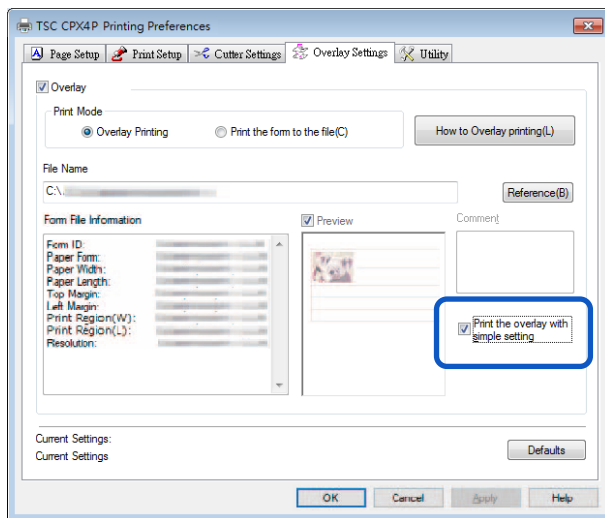 TSC CPX4P Printing Preferences
Page Setup Print Setup Cutter Settings Overlay Settings Utility
Overlay
Print Mode
Overlay Printing Print the form to the file(C) How to Overlay printing(L)
File Name
C:\.
Reference(B)
Form File Information Preview Comment
Form ID:
Paper Form:
Paper Width:
Paper Length:
Top Margin:
Left Margin:
Print Region(W):
Print Region(L):
Resolution:
Print the overlay with
simple setting
Current Settings:
Current Settings
Defaults
OK Cancel Apply Help